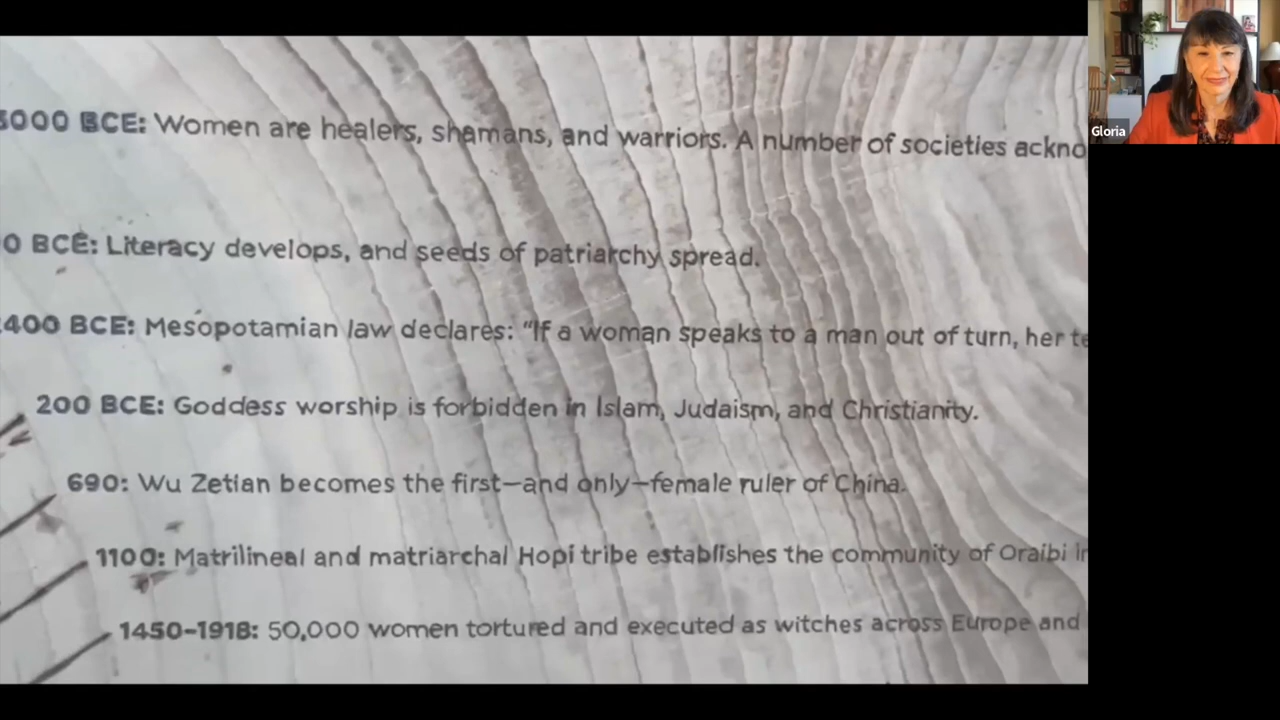 5000 BCE: Women are healers, shamans, and warriors. A number of societies ackno
Gloria
0 BCE: Literacy develops, and seeds of patriarchy spread.
400 BCE: Mesopotamian law declares: “If a woman speaks to a man out of turn, her te
200 BCE: Goddess worship is forbidden in Islam, Judaism, and Christianity.
690: Wu Zetian becomes the first—and only—female ruler of China.
1100: Matrilineal and matriarchal Hopi tribe establishes the community of Oraibi in
1450–1918: 50,000 women tortured and executed as witches across Europe and